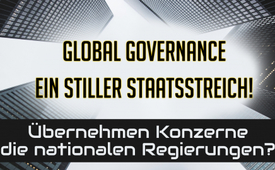 GLOBAL GOVERNANCE
EIN STILLER STAATSSTREICH!
Übernehmen Konzerne
die nationalen Regierungen?